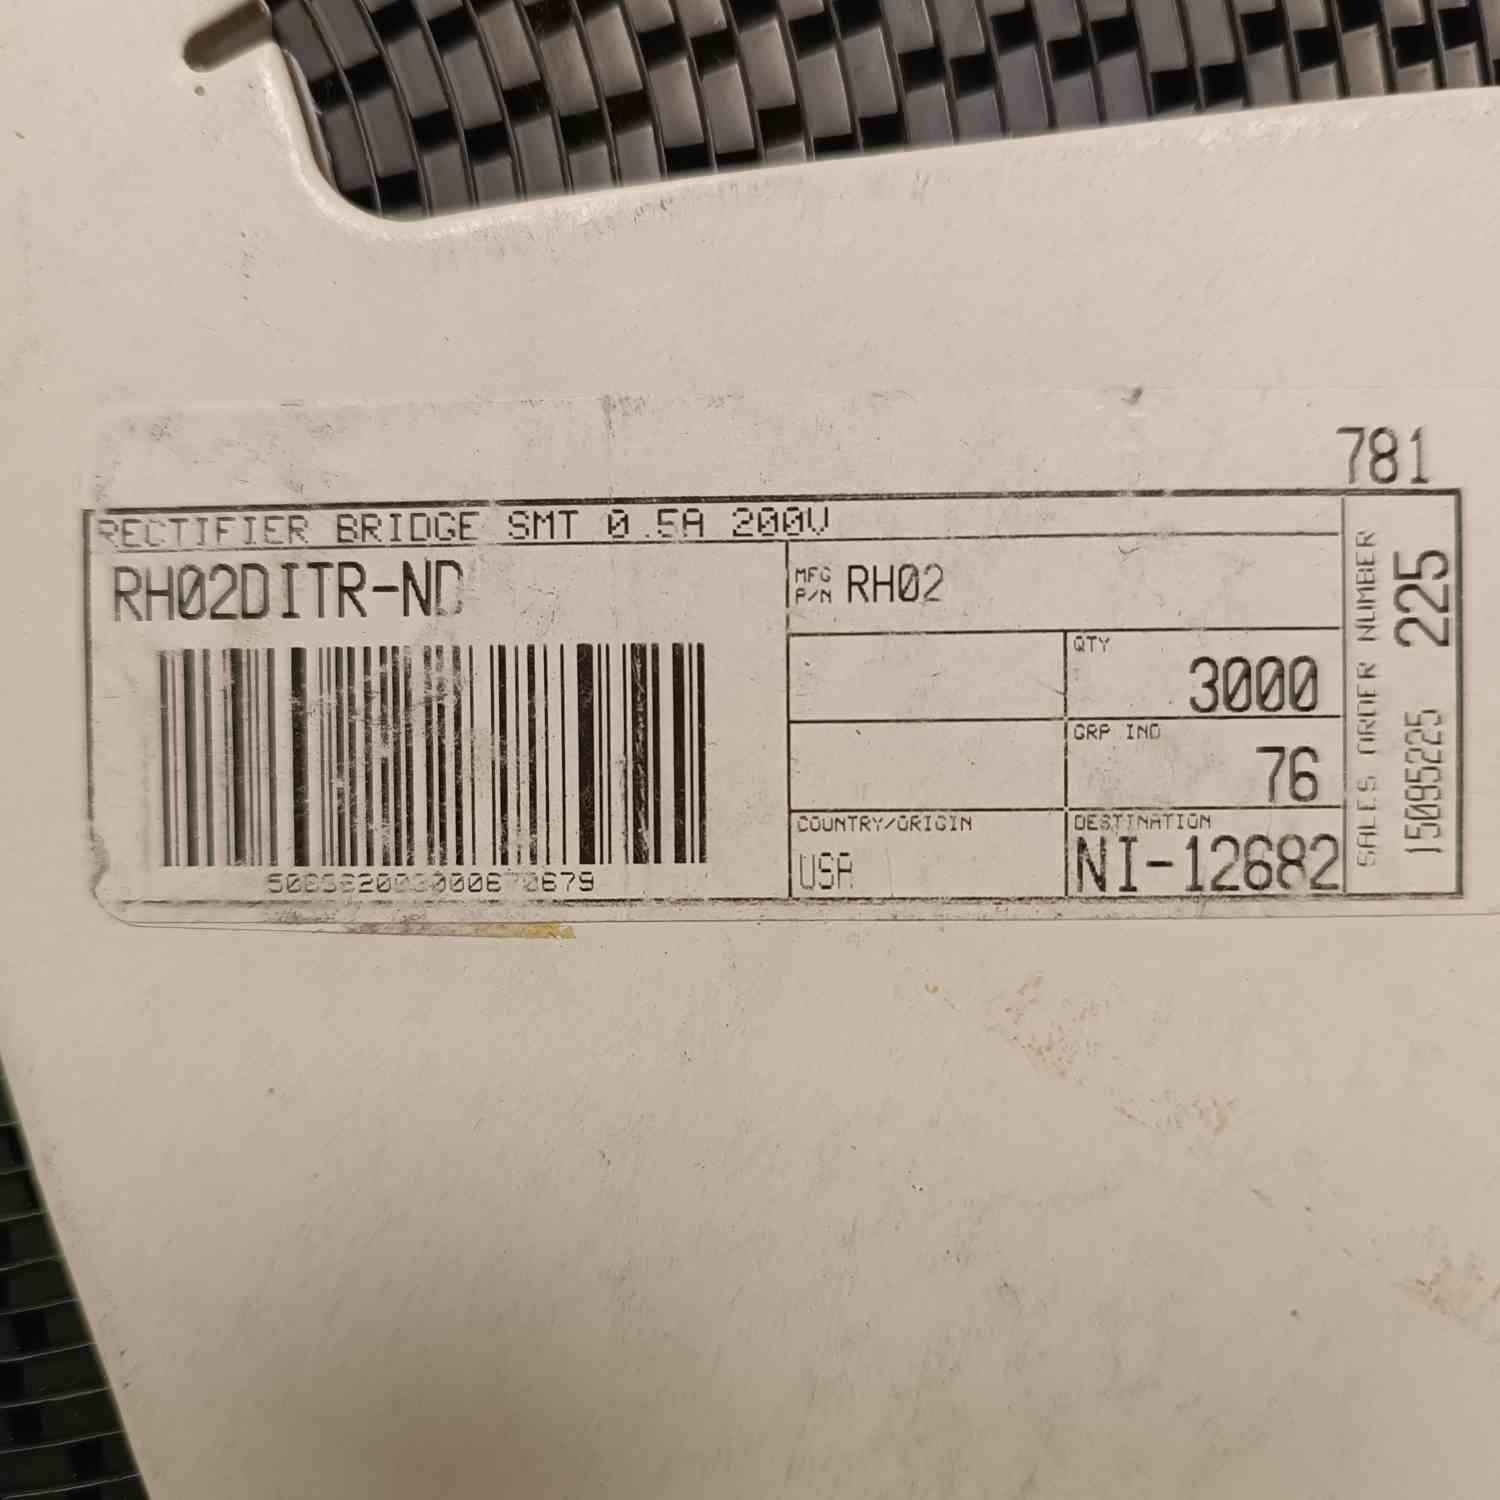 781
RECTIFIER BRIDGE SMT 0.5A 200V
RH02DITR-ND
MFG P/N RH02
QTY
3000
GRP IND
76
COUNTRY/ORIGIN
USA
DESTINATION
NI-12682
SALES ORDER NUMBER
15095225 225